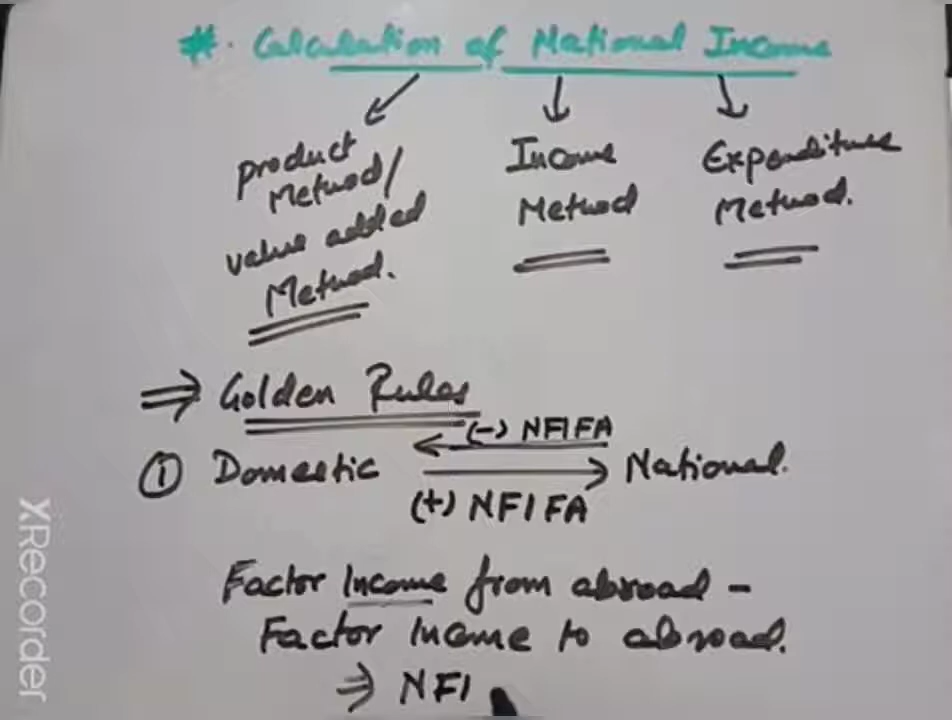 #. Calculation of National Income
Product
Method/
value added
Method.
Income
Method
Expenditure
Method.
⇒ Golden Rules
(-) NFIFA
① Domestic ⟶ National.
(+) NFIFA
Factor Income from abroad -
Factor Income to abroad.
⇒ NFI
XRecorder